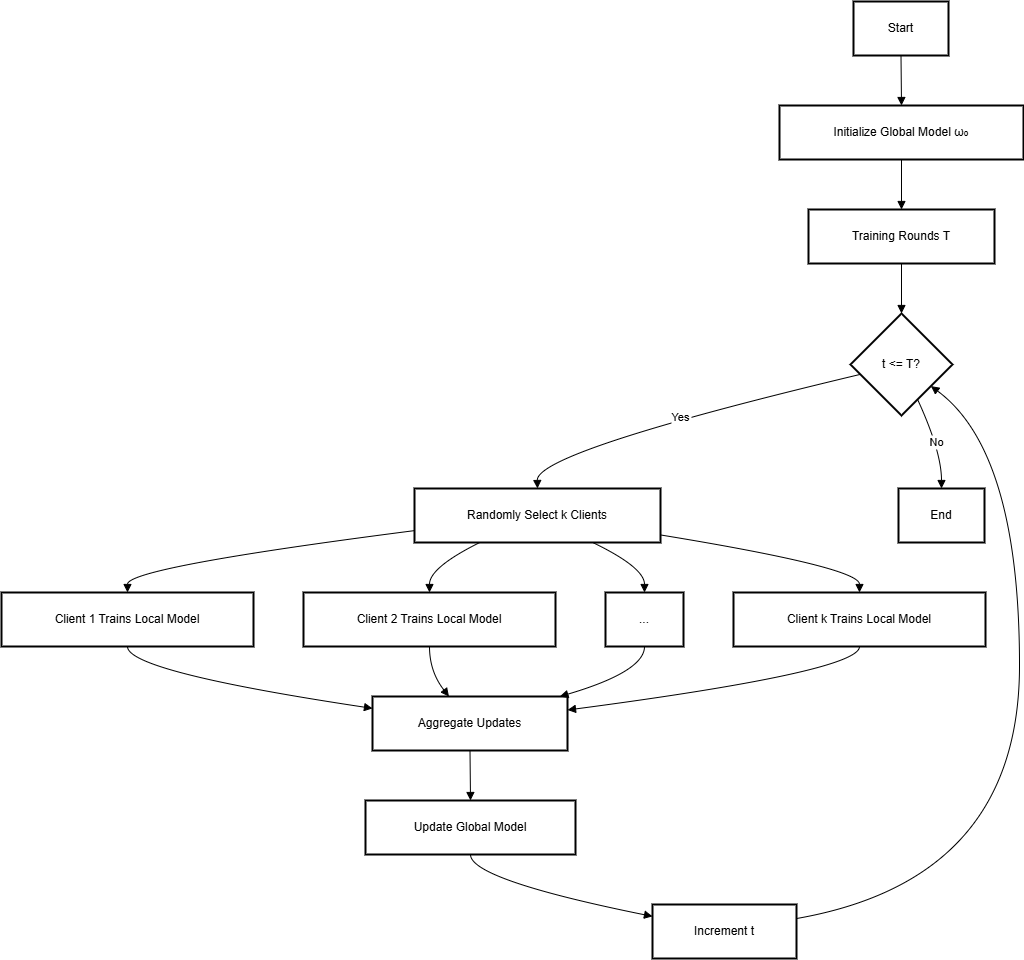 Start
Initialize Global Model ω₀
Training Rounds T
t <= T?
Yes
No
Randomly Select k Clients
End
Client 1 Trains Local Model
Client 2 Trains Local Model
...
Client k Trains Local Model
Aggregate Updates
Update Global Model
Increment t